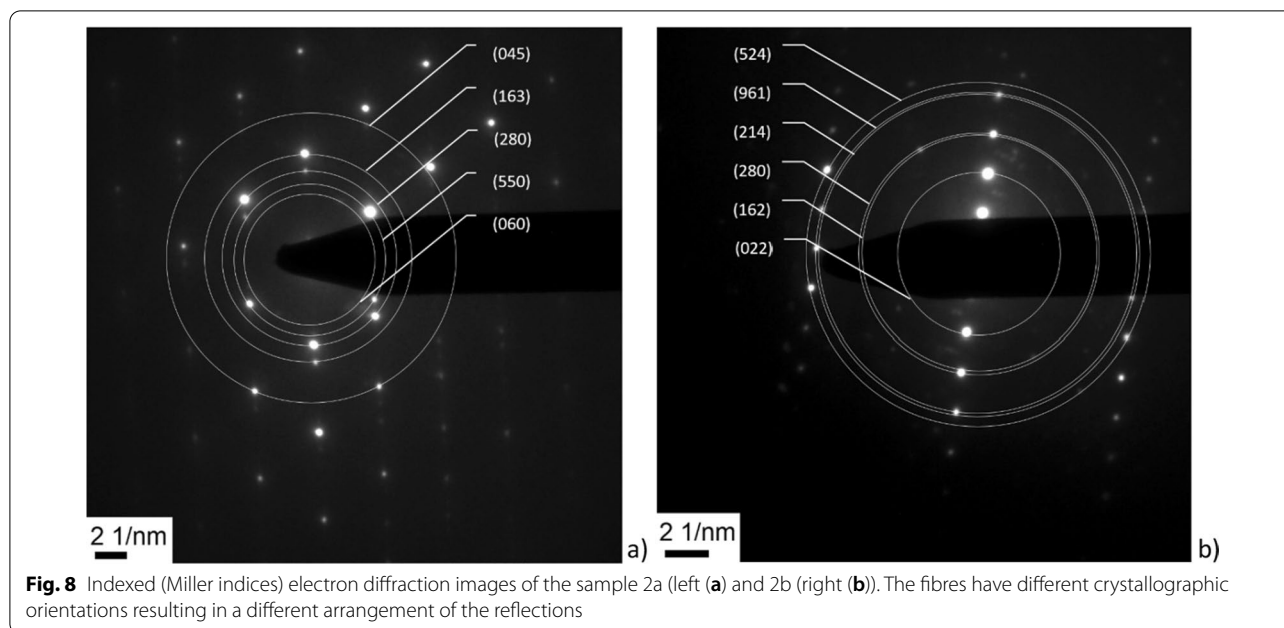 (045)
(163)
(280)
(550)
(060)
2 1/nm
a)
(524)
(961)
(214)
(280)
(162)
(022)
2 1/nm
b)
Fig. 8 Indexed (Miller indices) electron diffraction images of the sample 2a (left (a) and 2b (right (b)). The fibres have different crystallographic
orientations resulting in a different arrangement of the reflections